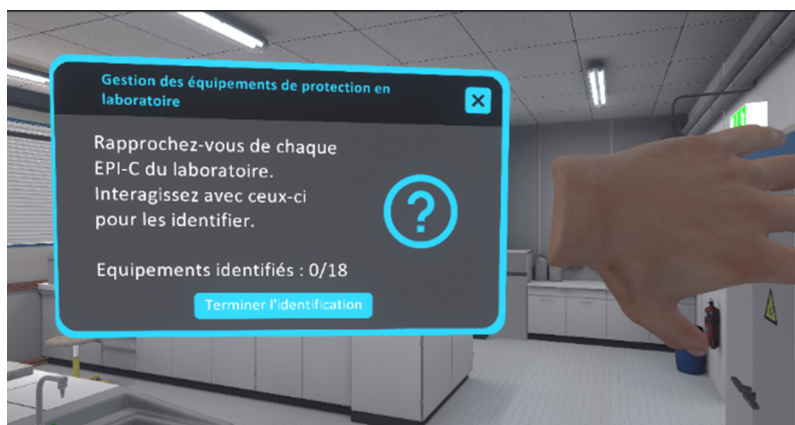 Gestion des équipements de protection en
laboratoire
Rapprochez-vous de chaque
EPI-C du laboratoire.
Interagissez avec ceux-ci
pour les identifier.
?
Equipements identifiés : 0/18
Terminer l'identification